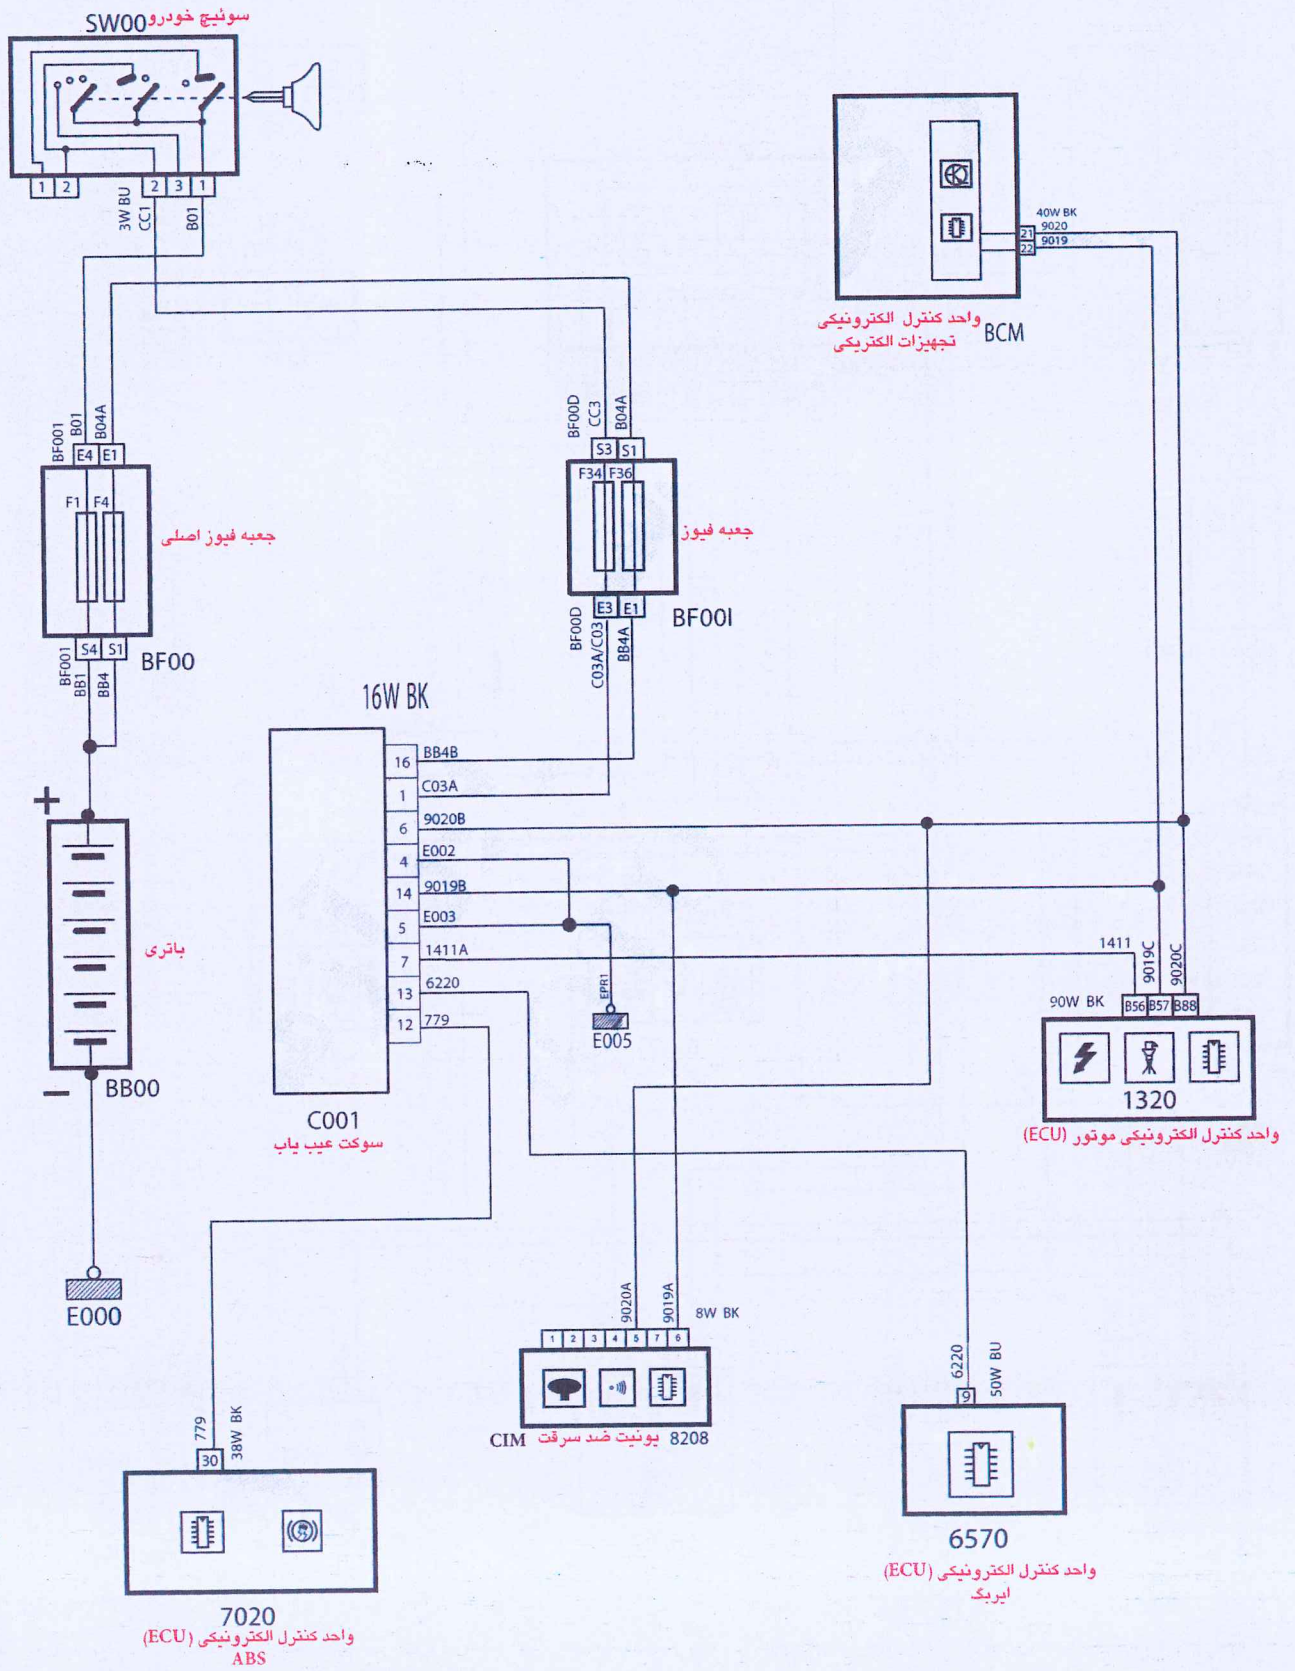 SW00 سوئیچ خودرو
1 2 2 3 1
3W BU
CC1
B01
40W BK
21 9020
22 9019
واحد کنترل الکترونیکی
تجهیزات الکتریکی
BCM
BF001
B01
B04A
E4 E1
F1 F4
جعبه فیوز اصلی
S4 S1
BF00
BF001
BB1
BB4
BF00D
CC3
B04A
S3 S1
F34 F36
جعبه فیوز
E3 E1
BF00I
BF00D
C03A/C03
BB4A
16W BK
16 BB4B
1 C03A
6 9020B
4 E002
14 9019B
5 E003
7 1411A
13 6220
12 779
C001
سوکت عیب یاب
EPR1
E005
+
باتری
BB00
−
E000
1411
9019C
9020C
90W BK
B56 B57 B88
1320
واحد کنترل الکترونیکی موتور (ECU)
9020A
9019A
8W BK
1 2 3 4 5 7 6
CIM یونیت ضد سرقت 8208
6220
50W BU
9
6570
واحد کنترل الکترونیکی (ECU)
ایربگ
779
38W BK
30
7020
واحد کنترل الکترونیکی (ECU)
ABS